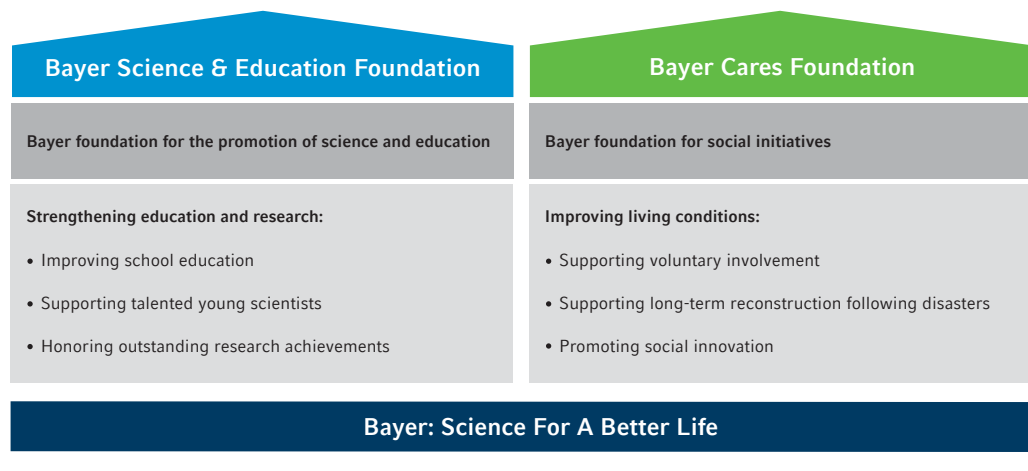 Bayer Science & Education Foundation
Bayer foundation for the promotion of science and education
Strengthening education and research:
• Improving school education
• Supporting talented young scientists
• Honoring outstanding research achievements
Bayer Cares Foundation
Bayer foundation for social initiatives
Improving living conditions:
• Supporting voluntary involvement
• Supporting long-term reconstruction following disasters
• Promoting social innovation
Bayer: Science For A Better Life